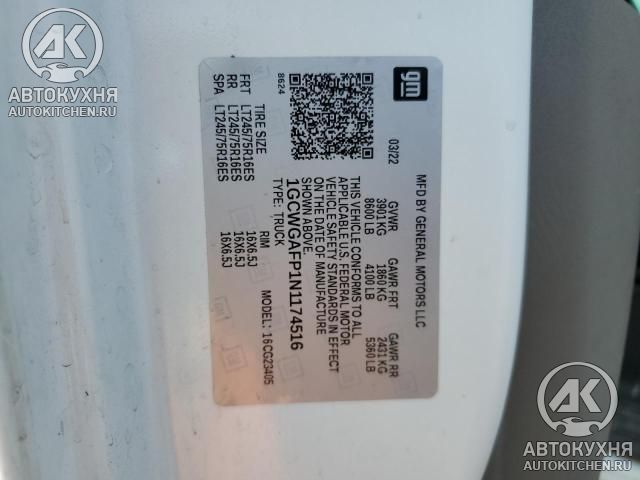 АВТОКУХНЯ
AUTOKITCHEN.RU
gm
MFD BY GENERAL MOTORS LLC
03/22
GVWR GAWR FRT GAWR RR
3901 KG 1860 KG 2431 KG
8600 LB 4100 LB 5360 LB
THIS VEHICLE CONFORMS TO ALL
APPLICABLE U.S. FEDERAL MOTOR
VEHICLE SAFETY STANDARDS IN EFFECT
ON THE DATE OF MANUFACTURE
SHOWN ABOVE.
1GCWGAFP1N1174516
TYPE: TRUCK MODEL: 16CG23405
TIRE SIZE RIM
FRT LT245/75R16ES 16X6.5J
RR LT245/75R16ES 16X6.5J
SPA LT245/75R16ES 16X6.5J
8624
АК
АВТОКУХНЯ
AUTOKITCHEN.RU